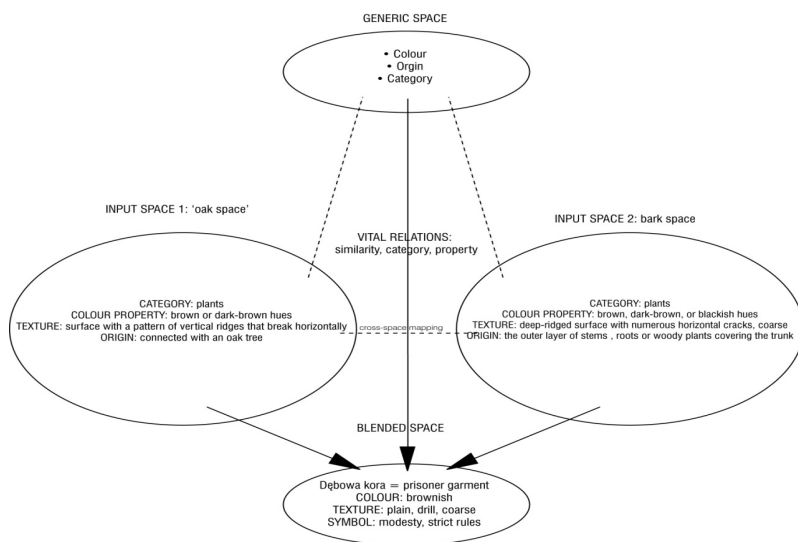 GENERIC SPACE
• Colour
• Orgin
• Category
INPUT SPACE 1: ‘oak space’
INPUT SPACE 2: bark space
VITAL RELATIONS:
similarity, category, property
CATEGORY: plants
COLOUR PROPERTY: brown or dark-brown hues
TEXTURE: surface with a pattern of vertical ridges that break horizontally
ORIGIN: connected with an oak tree
cross-space mapping
CATEGORY: plants
COLOUR PROPERTY: brown, dark-brown, or blackish hues
TEXTURE: deep-ridged surface with numerous horizontal cracks, coarse
ORIGIN: the outer layer of stems , roots or woody plants covering the trunk
BLENDED SPACE
Dębowa kora = prisoner garment
COLOUR: brownish
TEXTURE: plain, drill, coarse
SYMBOL: modesty, strict rules